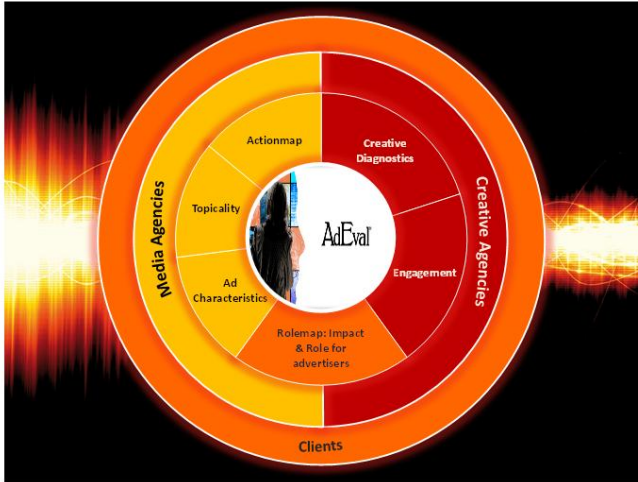 Actionmap
Creative
Diagnostics
Topicality
Media Agencies
Creative Agencies
AdEval
Ad
Characteristics
Engagement
Rolemap: Impact
& Role for
advertisers
Clients